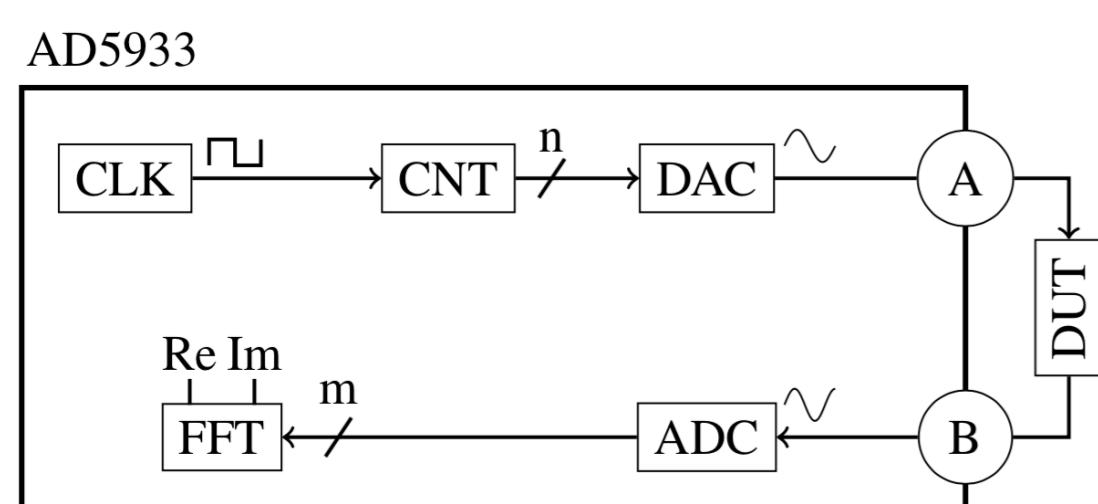 AD5933
n
CLK CNT DAC A
DUT
Re Im
m
FFT ADC B